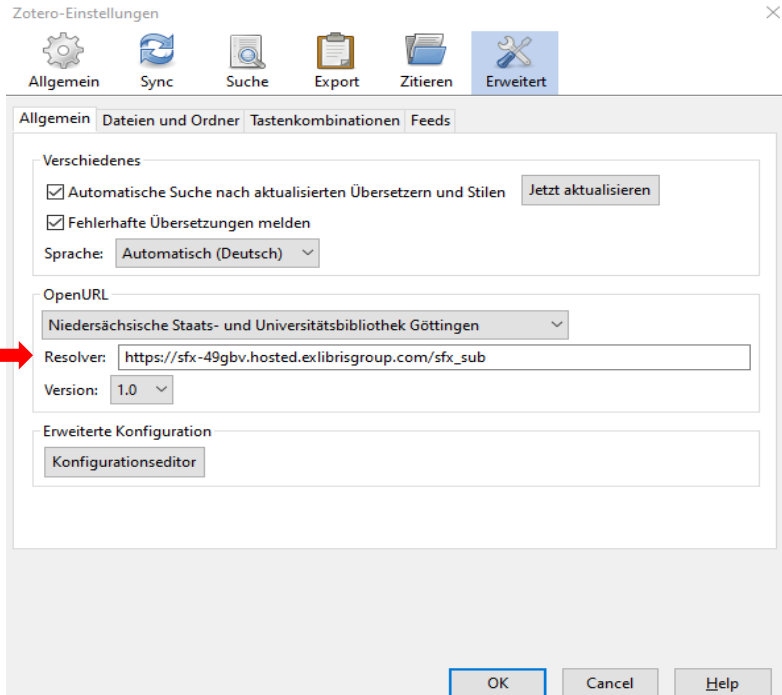 Zotero-Einstellungen
Allgemein Sync Suche Export Zitieren Erweitert
Allgemein Dateien und Ordner Tastenkombinationen Feeds
Verschiedenes
Automatische Suche nach aktualisierten Übersetzern und Stilen Jetzt aktualisieren
Fehlerhafte Übersetzungen melden
Sprache: Automatisch (Deutsch)
OpenURL
Niedersächsische Staats- und Universitätsbibliothek Göttingen
Resolver: https://sfx-49gbv.hosted.exlibrisgroup.com/sfx_sub
Version: 1.0
Erweiterte Konfiguration
Konfigurationseditor
OK Cancel Help